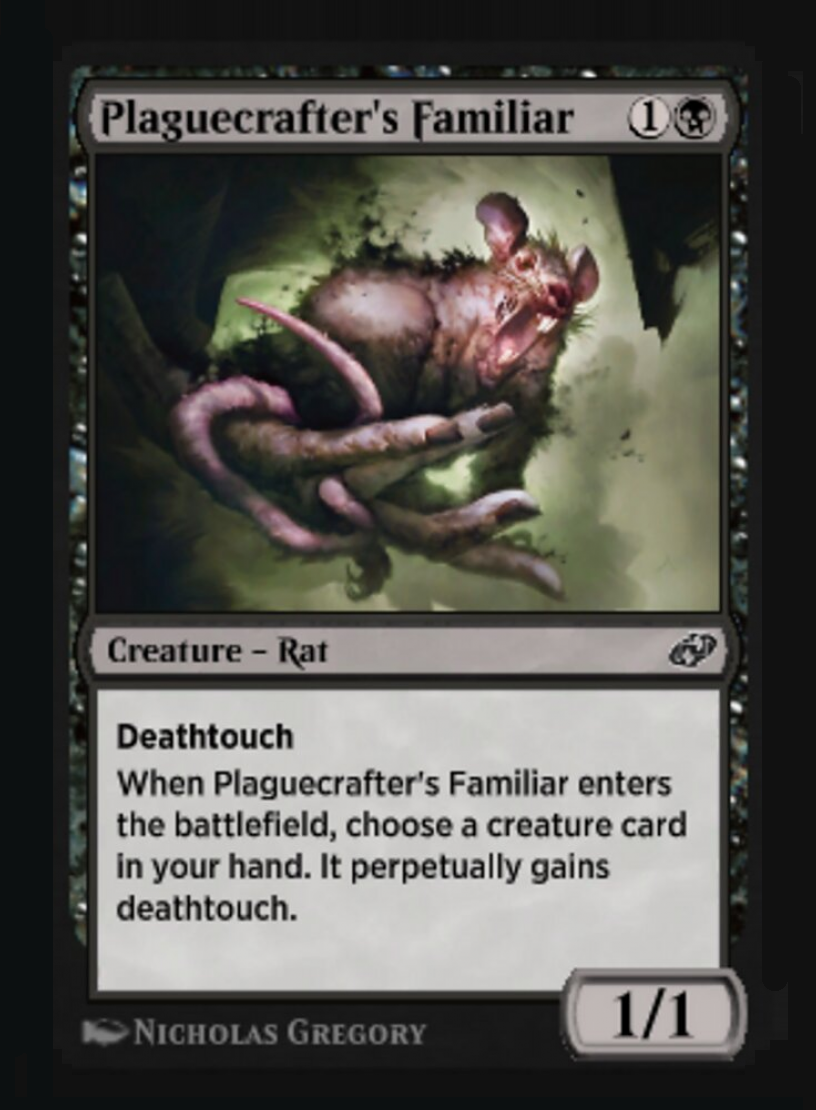 Plaguecrafter's Familiar 1
Creature – Rat
Deathtouch
When Plaguecrafter's Familiar enters
the battlefield, choose a creature card
in your hand. It perpetually gains
deathtouch.
1/1
Nicholas Gregory